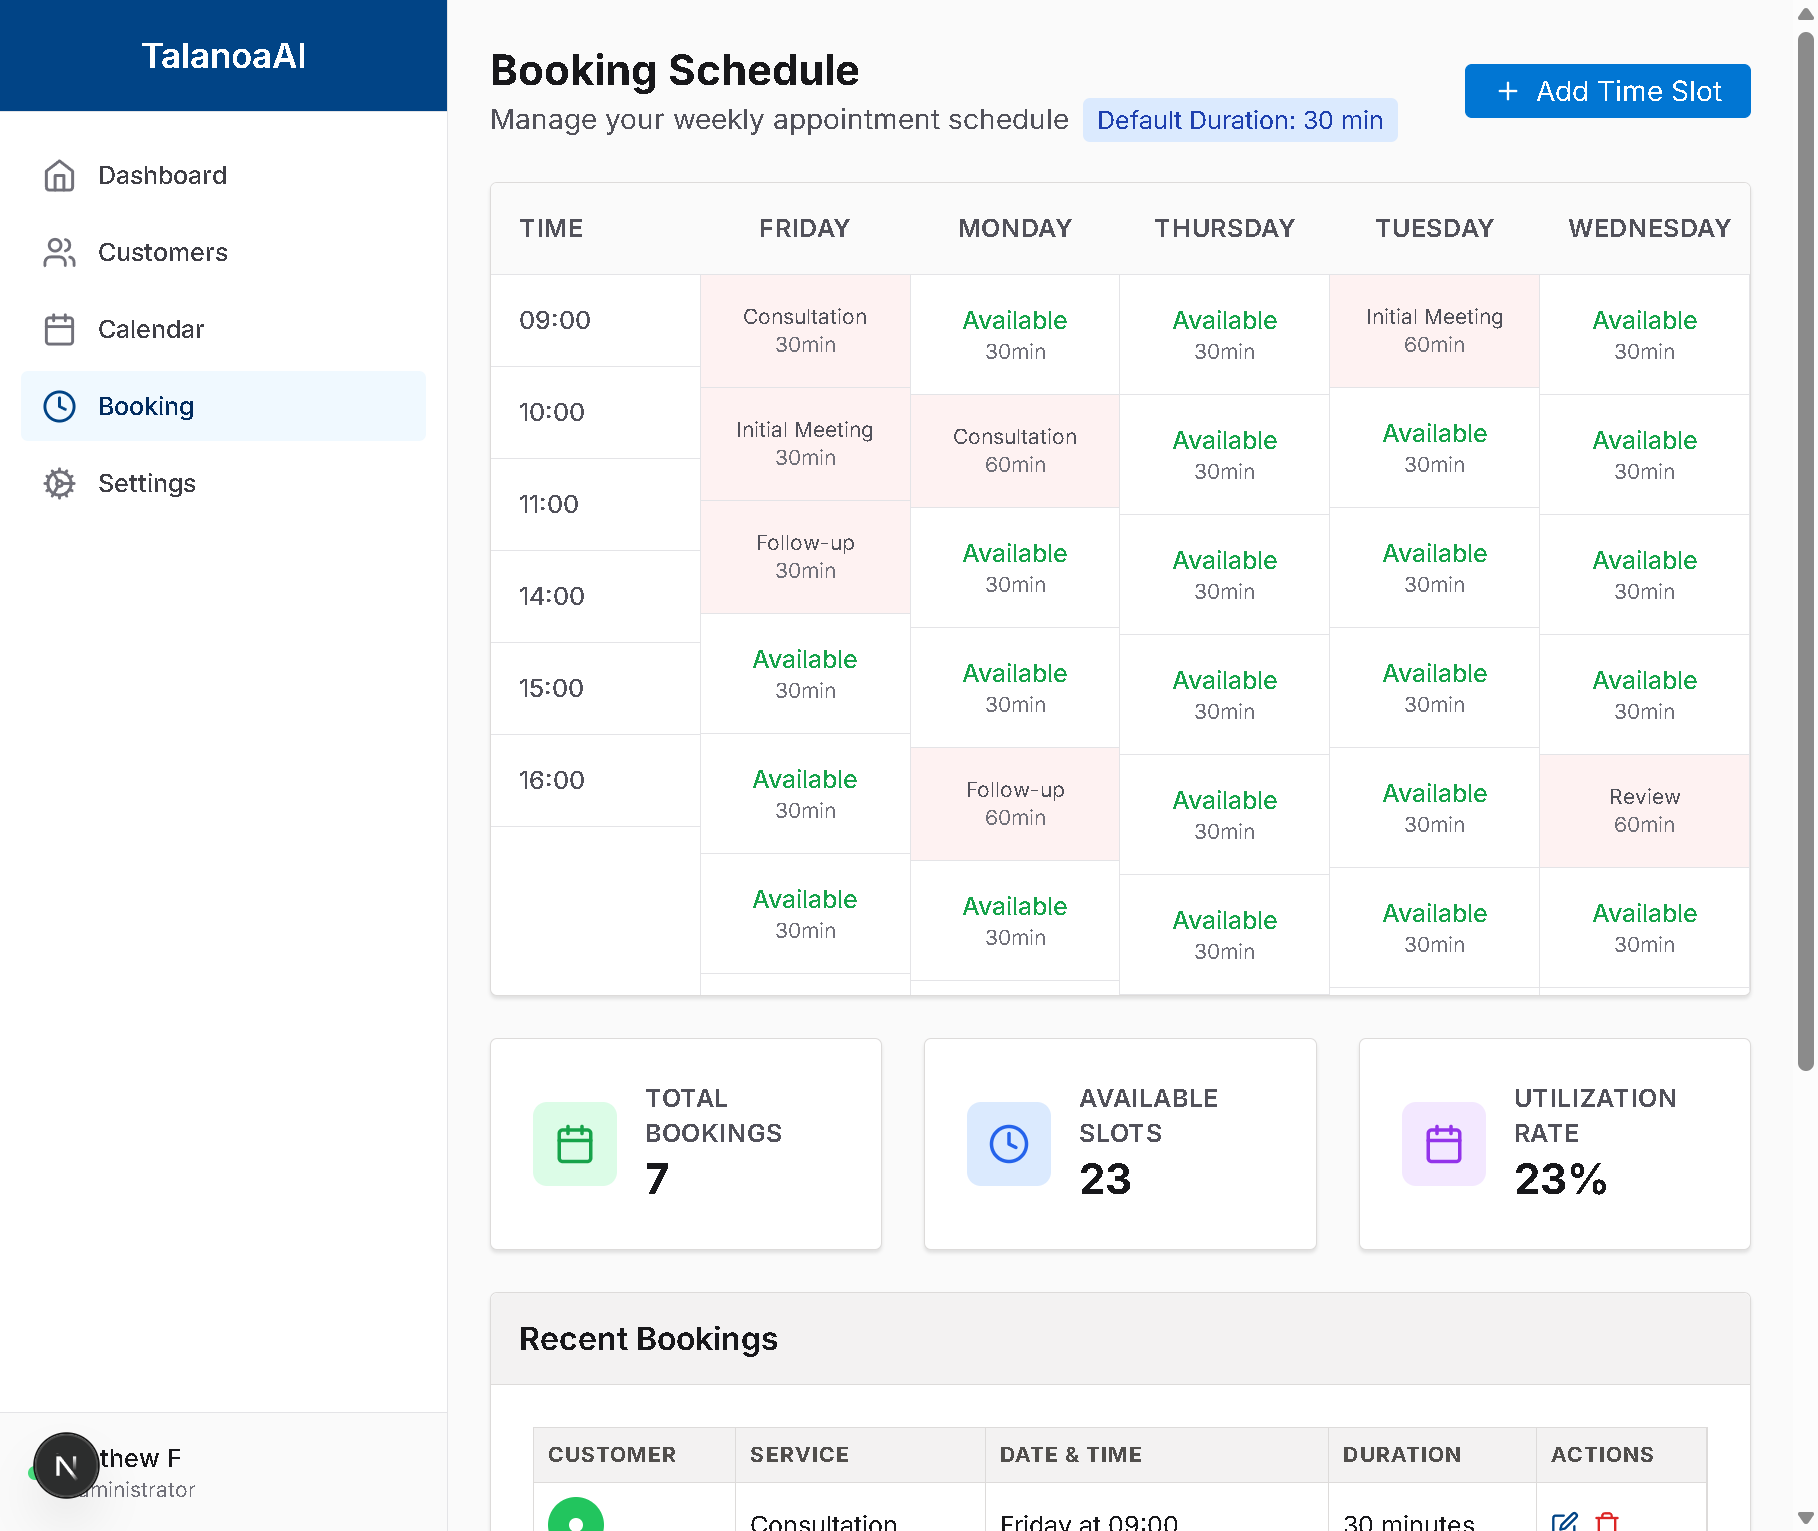 TalanoaAI
Dashboard
Customers
Calendar
Booking
Settings
thew F
ministrator
N
Booking Schedule
Manage your weekly appointment schedule
Default Duration: 30 min
+ Add Time Slot
TIME FRIDAY MONDAY THURSDAY TUESDAY WEDNESDAY
09:00
10:00
11:00
14:00
15:00
16:00
Consultation
30min
Initial Meeting
30min
Follow-up
30min
Available
30min
Available
30min
Available
30min
Available
30min
Consultation
60min
Available
30min
Available
30min
Follow-up
60min
Available
30min
Available
30min
Available
30min
Available
30min
Available
30min
Available
30min
Available
30min
Initial Meeting
60min
Available
30min
Available
30min
Available
30min
Available
30min
Available
30min
Available
30min
Available
30min
Available
30min
Available
30min
Review
60min
Available
30min
TOTAL
BOOKINGS
7
AVAILABLE
SLOTS
23
UTILIZATION
RATE
23%
Recent Bookings
CUSTOMER SERVICE DATE & TIME DURATION ACTIONS
Consultation Friday at 09:00 30 minutes